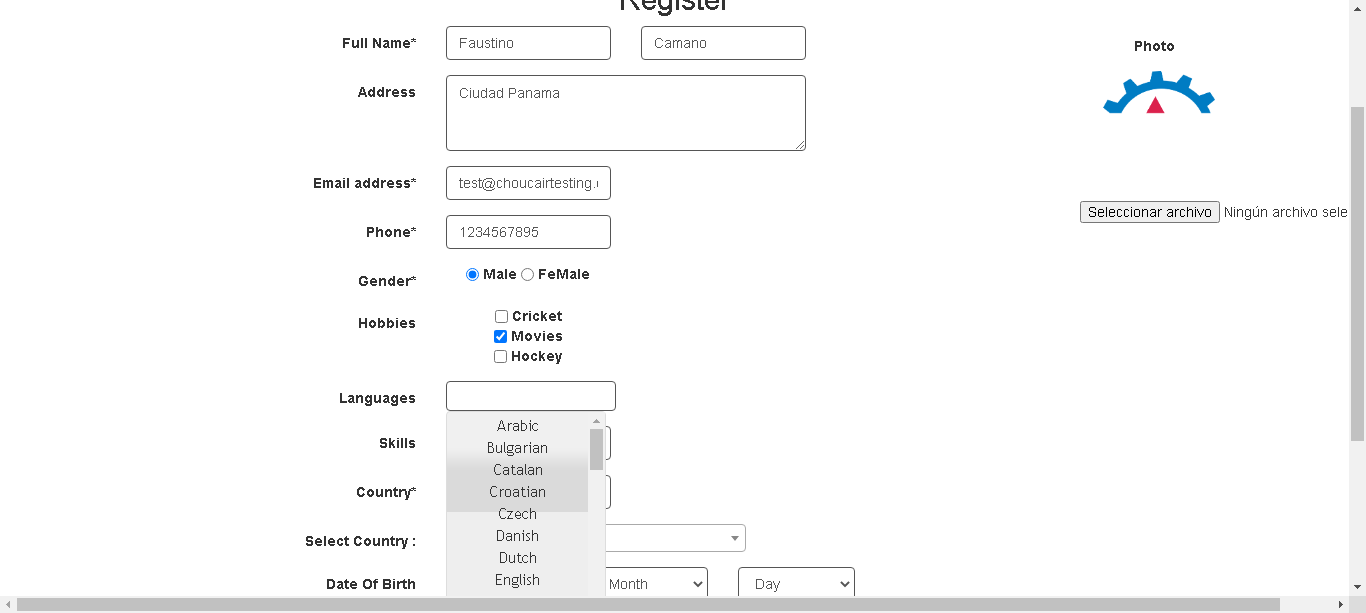 Register
Full Name* Faustino Camano
Photo
Address Ciudad Panama
Email address* test@choucairtesting.
Seleccionar archivo Ningún archivo sele
Phone* 1234567895
Gender* Male FeMale
Hobbies Cricket
Movies
Hockey
Languages
Arabic
Skills
Bulgarian
Catalan
Country* Croatian
Czech
Select Country : Danish
Dutch
Date Of Birth English Month Day